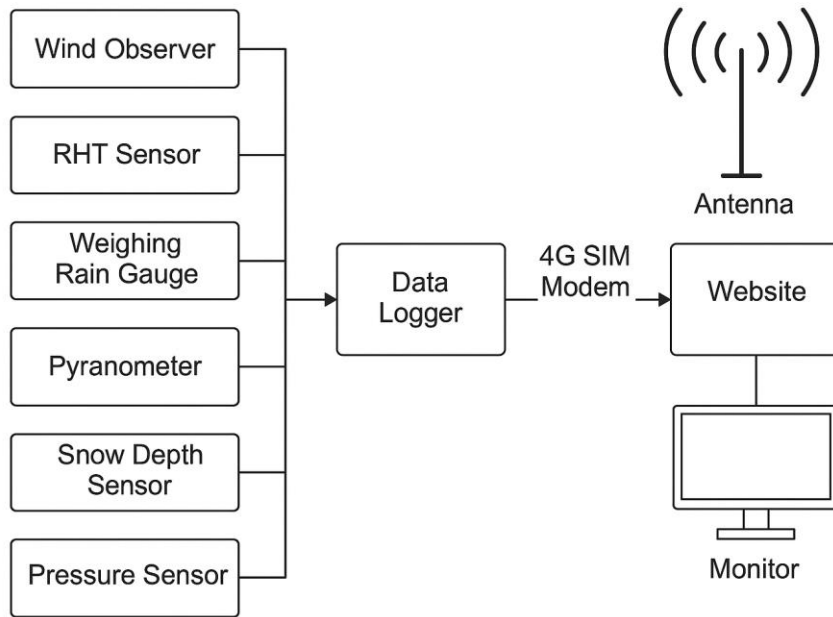 Wind Observer
RHT Sensor
Weighing
Rain Gauge
Pyranometer
Snow Depth
Sensor
Pressure Sensor
Data
Logger
4G SIM
Modem
Antenna
Website
Monitor